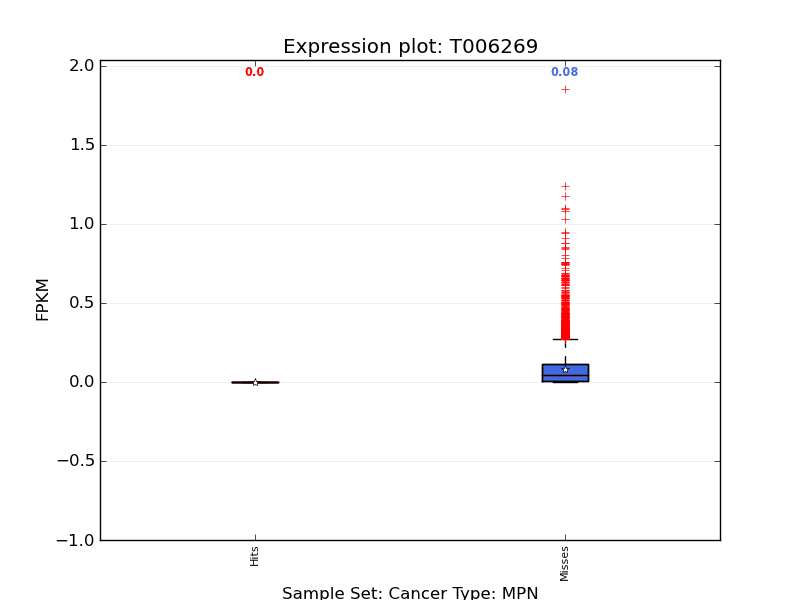 Expression plot: T006269
0.0
0.08
2.0
1.5
1.0
0.5
0.0
−0.5
−1.0
FPKM
Hits
Misses
Sample Set: Cancer Type: MPN